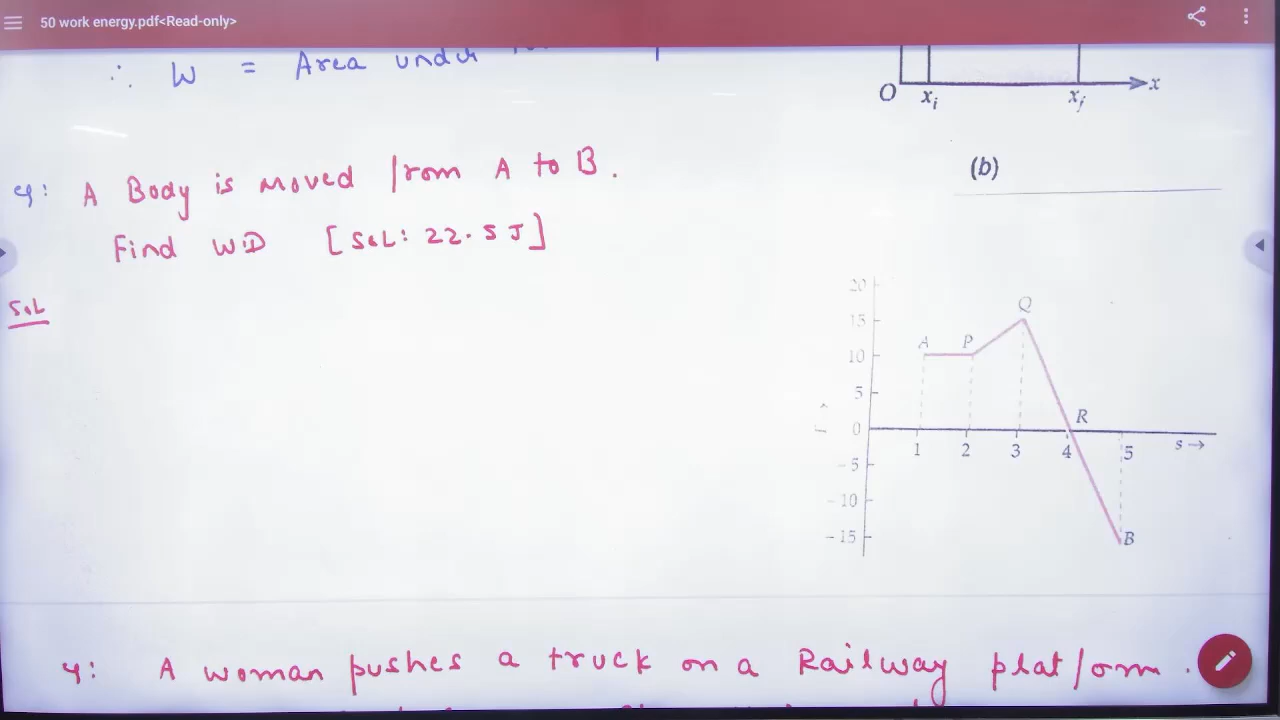 50 work energy.pdf<Read-only>
∴ W = Area under
O x_i x_f x
(b)
q: A Body is moved from A to B.
Find WD [Sol: 22.5 J]
Sol
20
15
10
5
0
-5
-10
-15
A P Q R B
1 2 3 4 5 s→
q: A woman pushes a truck on a Railway platform.